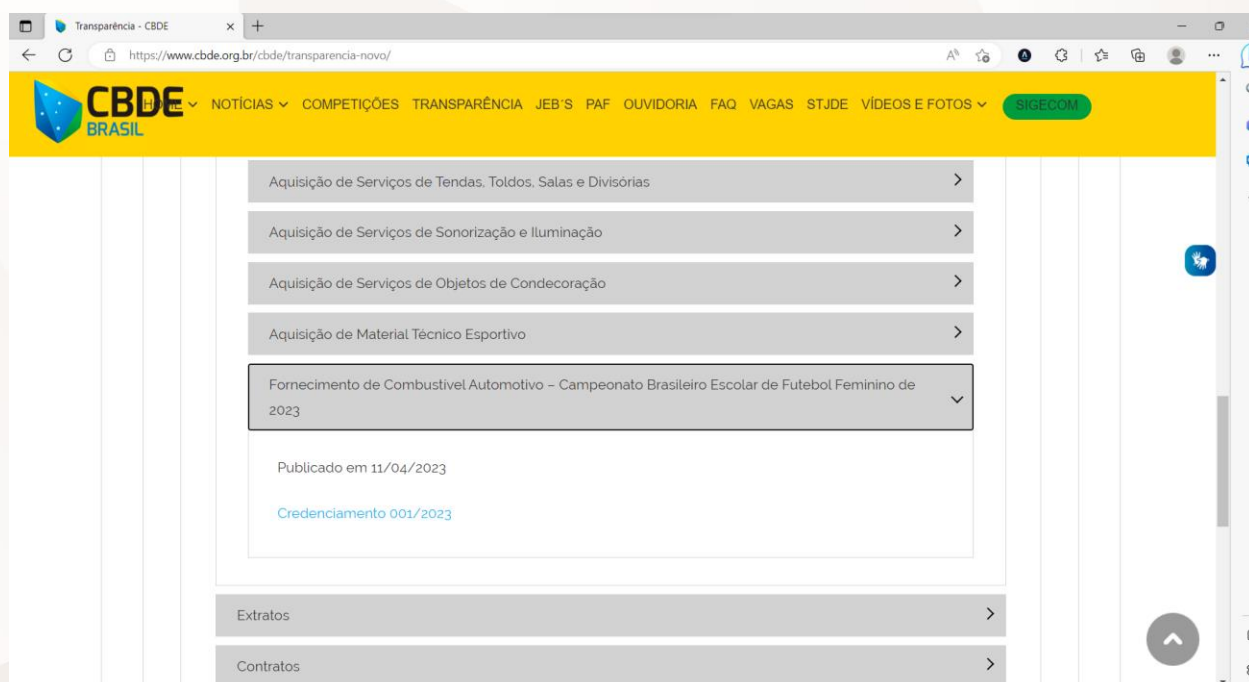 Transparência - CBDE
https://www.cbde.org.br/cbde/transparencia-novo/
CBDE
BRASIL
HOME NOTÍCIAS COMPETIÇÕES TRANSPARÊNCIA JEB´S PAF OUVIDORIA FAQ VAGAS STJDE VÍDEOS E FOTOS SIGECOM
Aquisição de Serviços de Tendas, Toldos, Salas e Divisórias
Aquisição de Serviços de Sonorização e Iluminação
Aquisição de Serviços de Objetos de Condecoração
Aquisição de Material Técnico Esportivo
Fornecimento de Combustível Automotivo – Campeonato Brasileiro Escolar de Futebol Feminino de
2023
Publicado em 11/04/2023
Credenciamento 001/2023
Extratos
Contratos